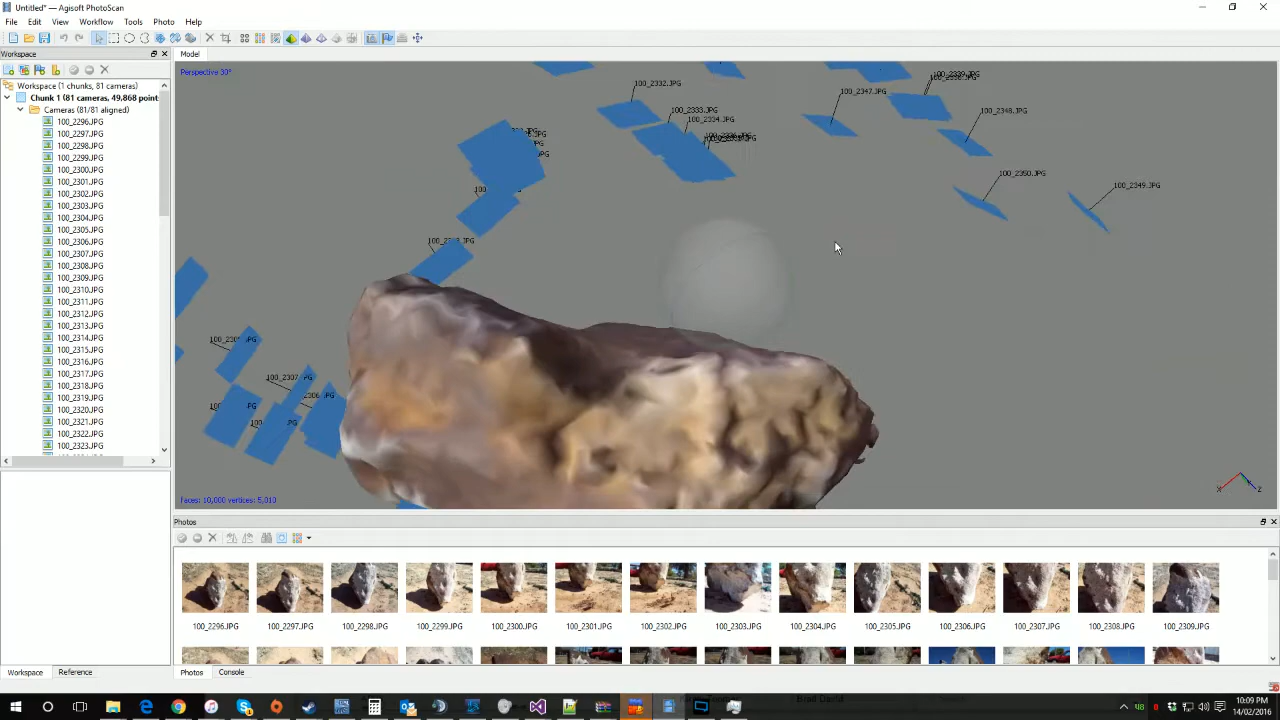 Untitled* — Agisoft PhotoScan
File Edit View Workflow Tools Photo Help
Workspace
Model
Perspective 30°
Workspace (1 chunks, 81 cameras)
Chunk 1 (81 cameras, 49,868 point
Cameras (81/81 aligned)
100_2296.JPG
100_2297.JPG
100_2298.JPG
100_2299.JPG
100_2300.JPG
100_2301.JPG
100_2302.JPG
100_2303.JPG
100_2304.JPG
100_2305.JPG
100_2306.JPG
100_2307.JPG
100_2308.JPG
100_2309.JPG
100_2310.JPG
100_2311.JPG
100_2312.JPG
100_2313.JPG
100_2314.JPG
100_2315.JPG
100_2316.JPG
100_2317.JPG
100_2318.JPG
100_2319.JPG
100_2320.JPG
100_2321.JPG
100_2322.JPG
100_2323.JPG
100_2332.JPG
100_2333.JPG
100_2334.JPG
100_2347.JPG
100_2348.JPG
100_2350.JPG
100_2349.JPG
Faces: 10,000 vertices: 5,010
X Z
Photos
100_2296.JPG 100_2297.JPG 100_2298.JPG 100_2299.JPG 100_2300.JPG 100_2301.JPG 100_2302.JPG 100_2303.JPG 100_2304.JPG 100_2305.JPG 100_2306.JPG 100_2307.JPG 100_2308.JPG 100_2309.JPG
Workspace Reference
Photos Console
10:09 PM
14/02/2016